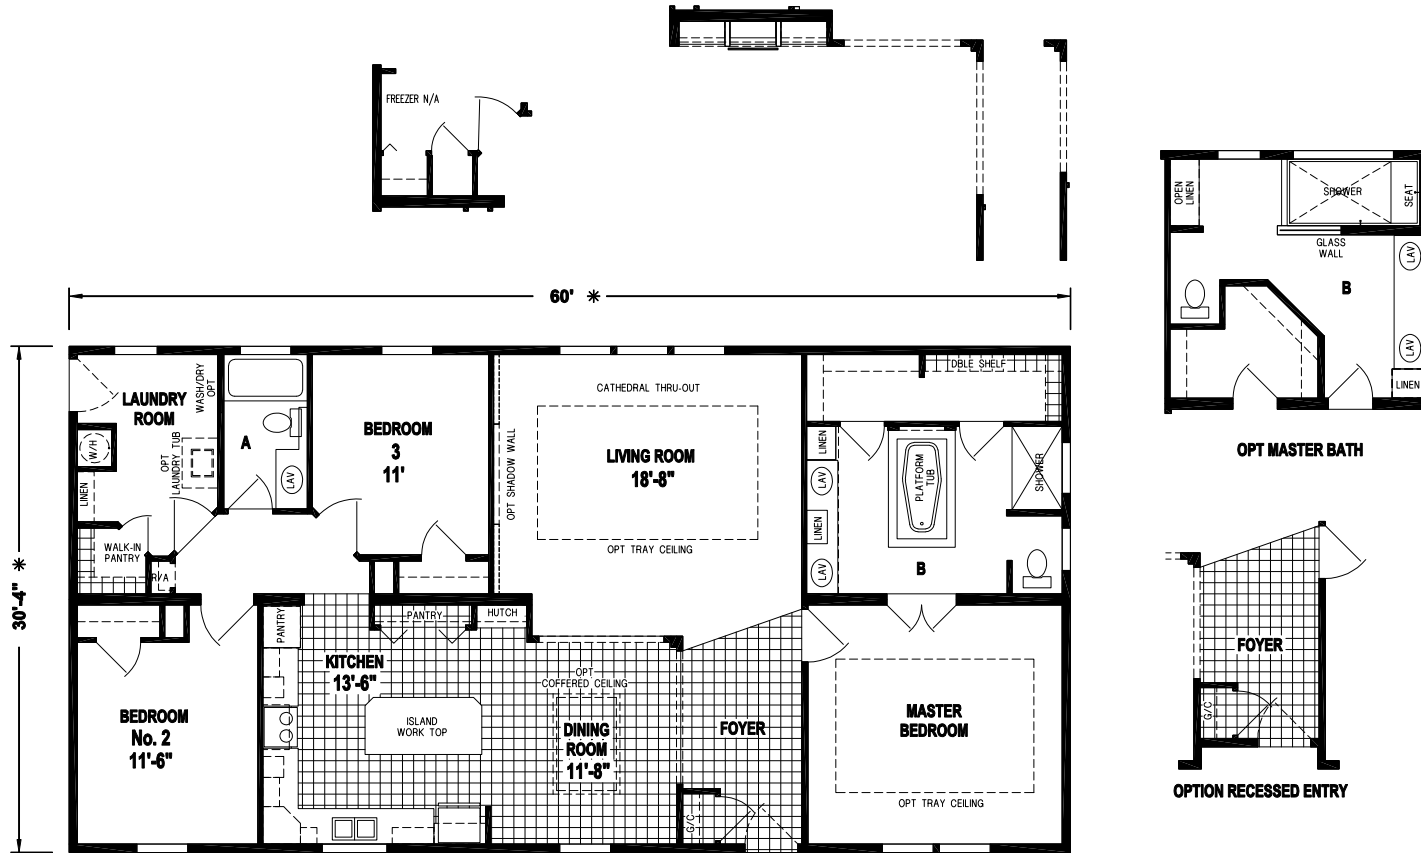 FREEZER N/A
60' ✳
30'-4" ✳
LAUNDRY
ROOM
WASH/DRY
OPT
W/H
OPT
LAUNDRY TUB
LINEN
WALK-IN
PANTRY
R/A
A
LAV
BEDROOM
3
11'
OPT SHADOW WALL
CATHEDRAL THRU-OUT
LIVING ROOM
18'-8"
OPT TRAY CEILING
DBLE SHELF
LINEN
LAV
LINEN
LAV
PLATFORM
TUB
SHOWER
B
BEDROOM
No. 2
11'-6"
PANTRY
KITCHEN
13'-6"
PANTRY
HUTCH
ISLAND
WORK TOP
OPT
COFFERED CEILING
DINING
ROOM
11'-8"
FOYER
G/C
MASTER
BEDROOM
OPT TRAY CEILING
OPEN
LINEN
SHOWER
SEAT
GLASS
WALL
LAV
B
LAV
LINEN
OPT MASTER BATH
FOYER
G/C
OPTION RECESSED ENTRY